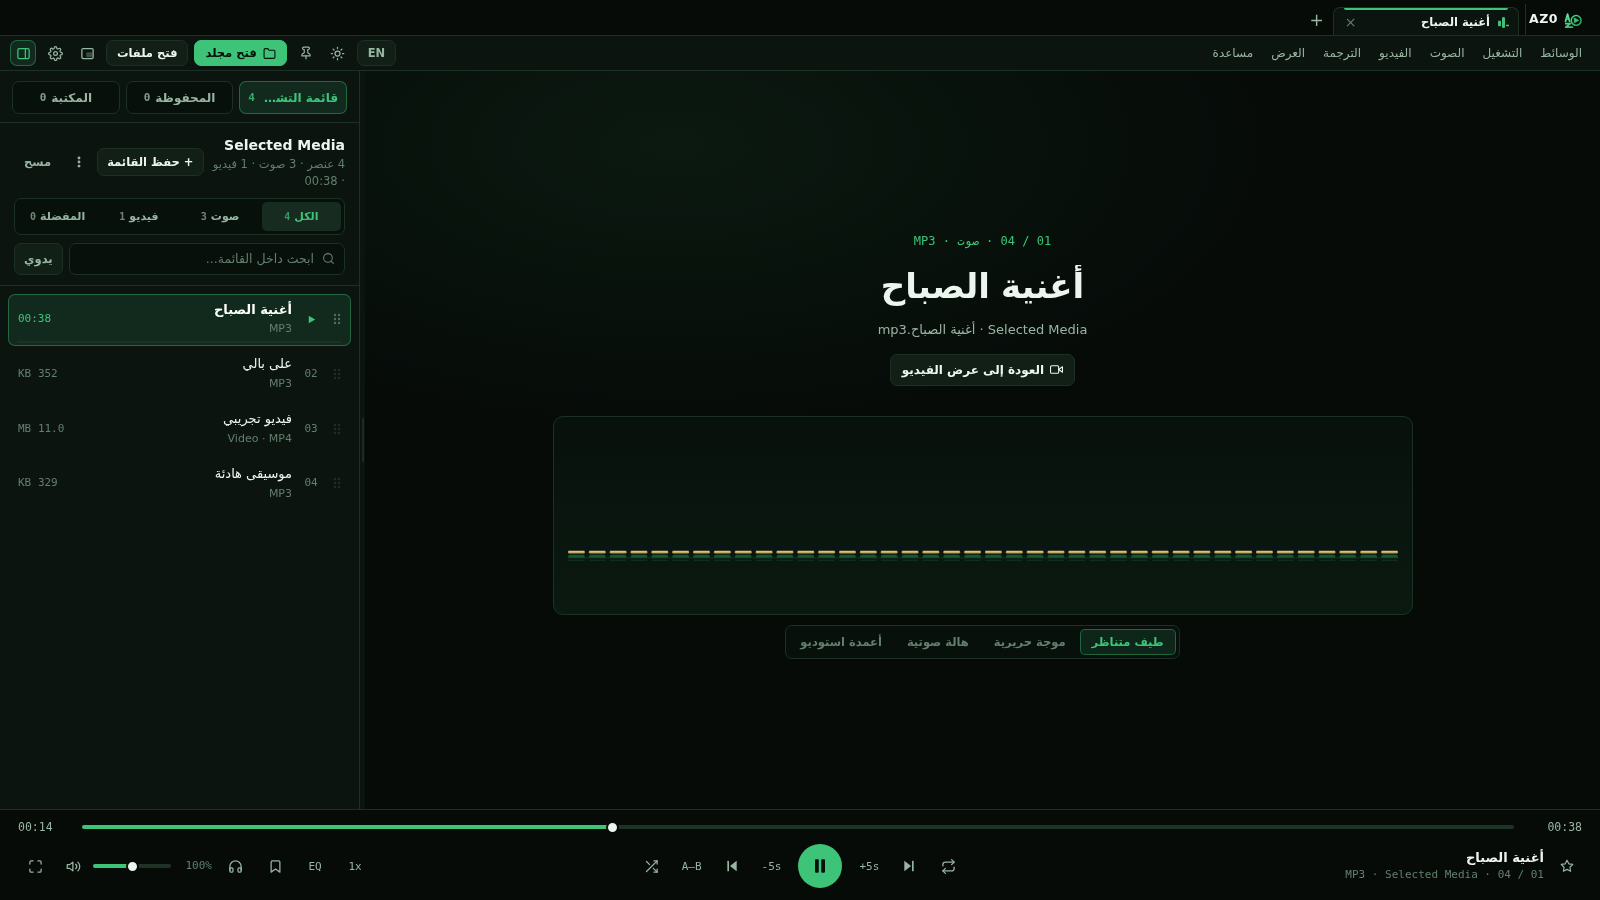 AZ0
أغنية الصباح
الوسائط
التشغيل
الصوت
الفيديو
الترجمة
العرض
مساعدة
EN
فتح مجلد
فتح ملفات
قائمة التشـ... 4
المحفوظة 0
المكتبة 0
Selected Media
4 عنصر · 3 صوت · 1 فيديو
· 00:38
+ حفظ القائمة
مسح
الكل 4
صوت 3
فيديو 1
المفضلة 0
ابحث داخل القائمة...
يدوي
أغنية الصباح
MP3
00:38
02
على بالي
MP3
352 KB
03
فيديو تجريبي
Video · MP4
11.0 MB
04
موسيقى هادئة
MP3
329 KB
01 / 04 · صوت · MP3
أغنية الصباح
Selected Media · أغنية الصباح.mp3
العودة إلى عرض الفيديو
طيف متناظر
موجة حريرية
هالة صوتية
أعمدة استوديو
00:14
00:38
100%
EQ
1x
A–B
-5s
+5s
أغنية الصباح
MP3 · Selected Media · 04 / 01